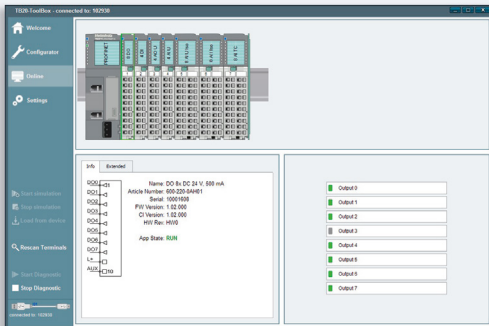 TB20-ToolBox - connected to: 102930
Welcome
Configurator
Online
Settings
Start simulation
Stop simulation
Load from device
Rescan Terminals
Start Diagnostic
Stop Diagnostic
connected to: 102930
PROFINET
8 DO
Info
Extended
DO0
DO1
DO2
DO3
DO4
DO5
DO6
DO7
L+
AUX
10
Name: DO 8x DC 24 V, 500 mA
Article Number: 600-220-0AH01
Serial: 10001608
FW Version: 1.02.000
CI Version: 1.02.000
HW Rev: HW0
App State: RUN
Output 0
Output 1
Output 2
Output 3
Output 4
Output 5
Output 6
Output 7